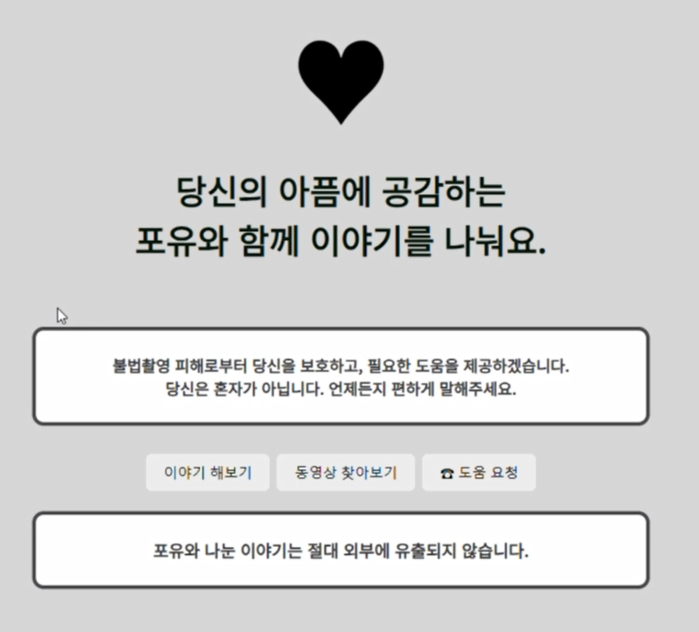 당신의 아픔에 공감하는
포유와 함께 이야기를 나눠요.
불법촬영 피해로부터 당신을 보호하고, 필요한 도움을 제공하겠습니다.
당신은 혼자가 아닙니다. 언제든지 편하게 말해주세요.
이야기 해보기 동영상 찾아보기 ☎ 도움 요청
포유와 나눈 이야기는 절대 외부에 유출되지 않습니다.